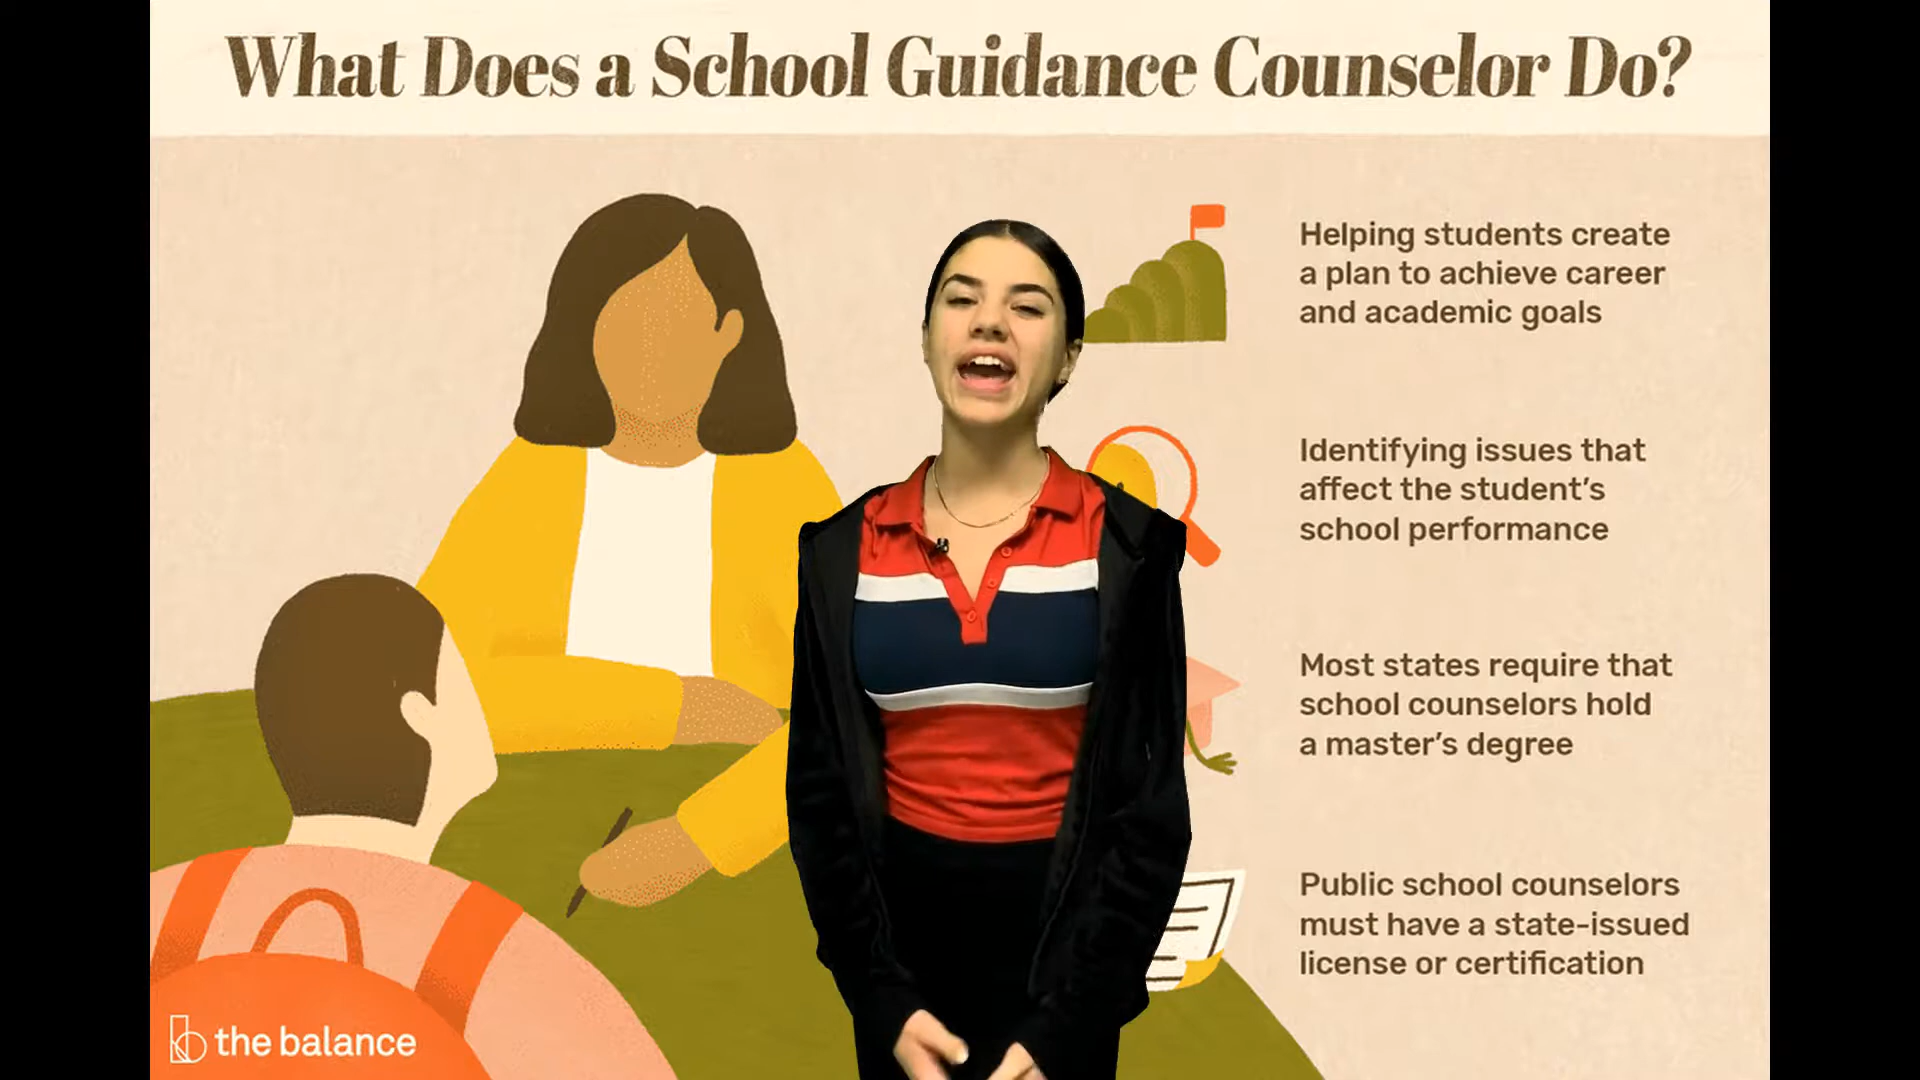 What Does a School Guidance Counselor Do?
Helping students create
a plan to achieve career
and academic goals
Identifying issues that
affect the student's
school performance
Most states require that
school counselors hold
a master's degree
Public school counselors
must have a state-issued
license or certification
the balance